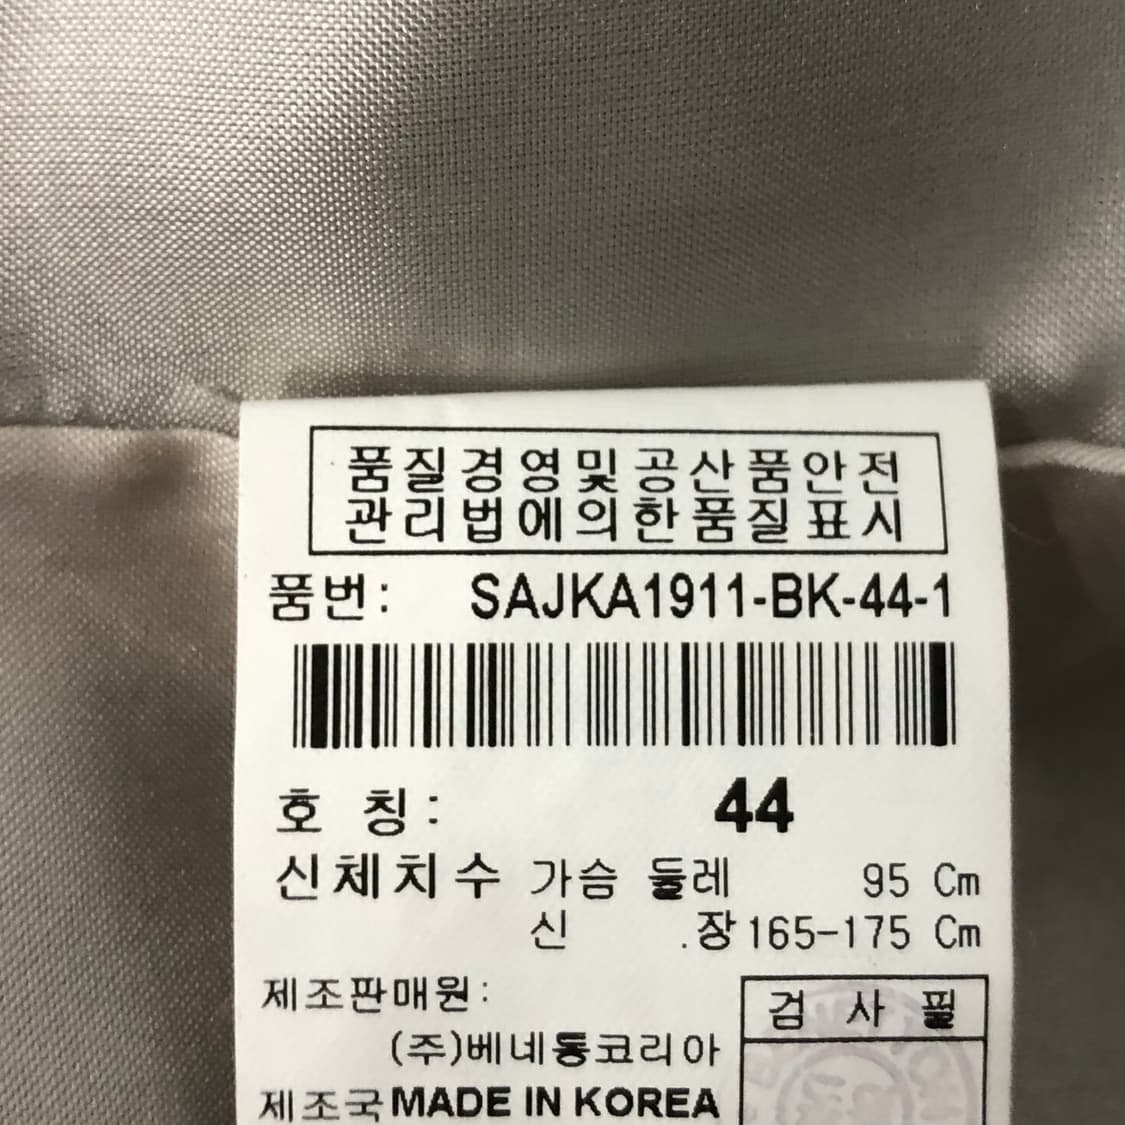 품질경영및공산품안전
관리법에의한품질표시
품번: SAJKA1911-BK-44-1
호 칭: 44
신체치수 가슴 둘레 95 Cm
신 .장 165-175 Cm
제조판매원:
(주)베네통코리아
검 사 필
제조국 MADE IN KOREA